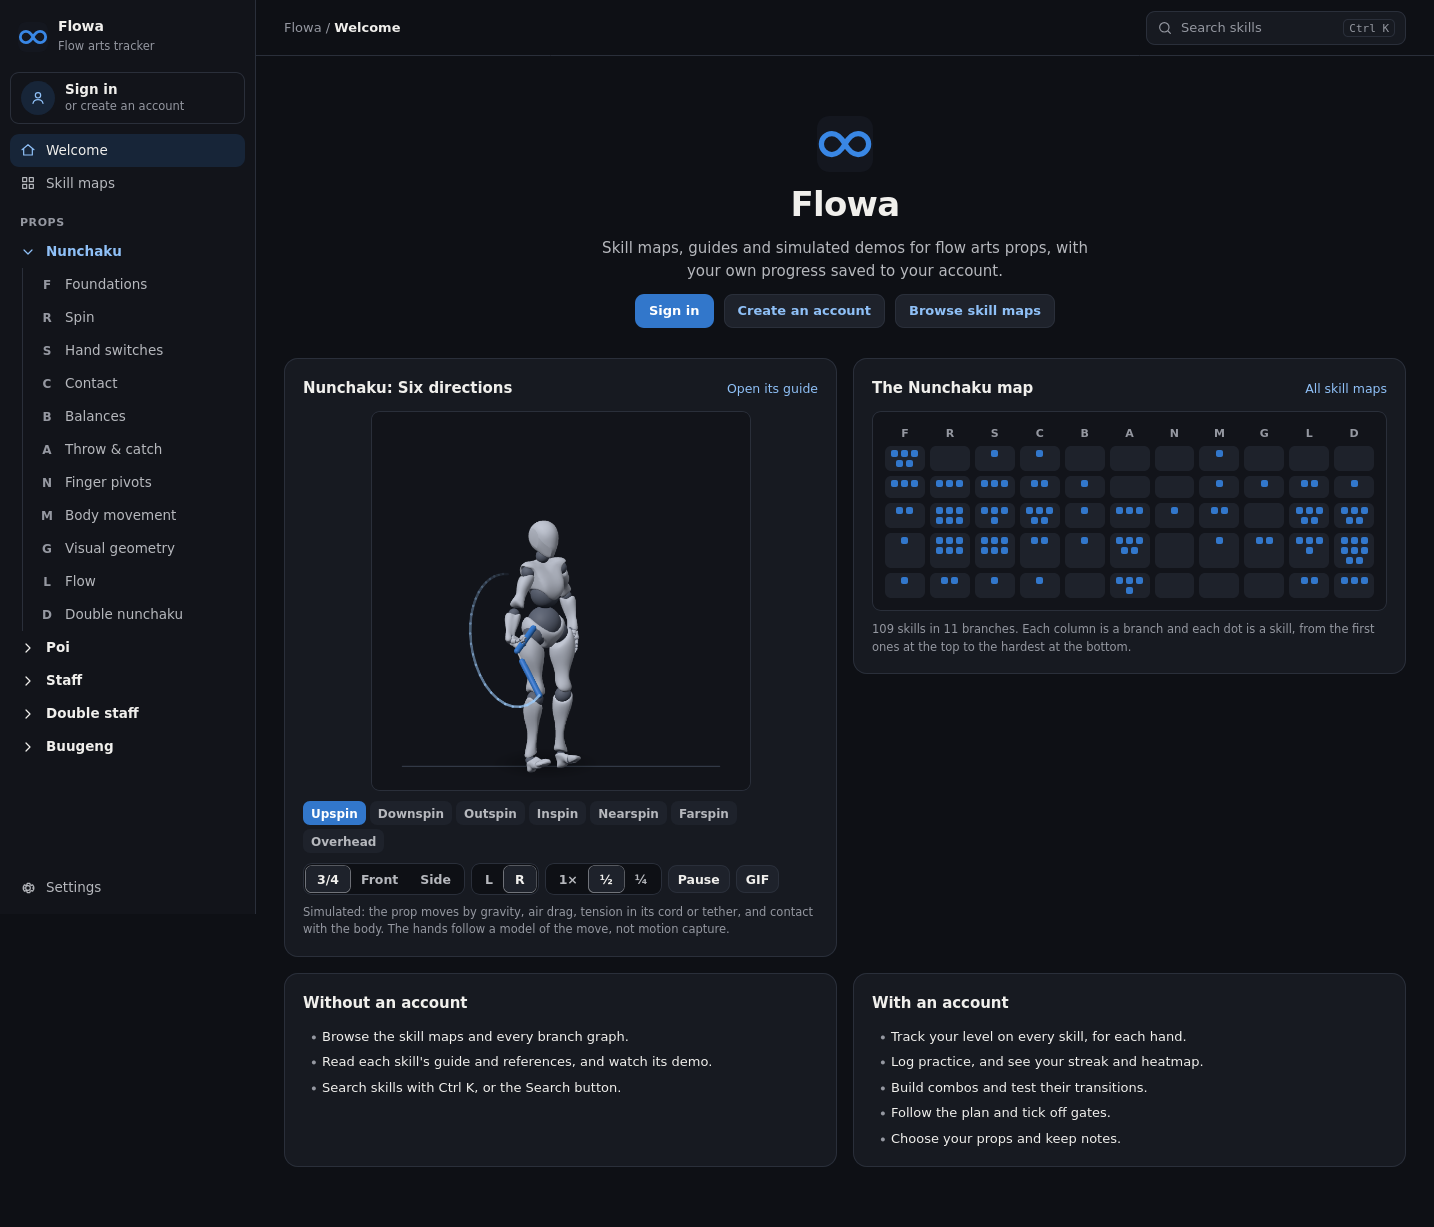 Flowa
Flow arts tracker
Sign in
or create an account
Welcome
Skill maps
PROPS
Nunchaku
F Foundations
R Spin
S Hand switches
C Contact
B Balances
A Throw & catch
N Finger pivots
M Body movement
G Visual geometry
L Flow
D Double nunchaku
Poi
Staff
Double staff
Buugeng
Settings
Flowa / Welcome
Search skills Ctrl K
Flowa
Skill maps, guides and simulated demos for flow arts props, with
your own progress saved to your account.
Sign in Create an account Browse skill maps
Nunchaku: Six directions Open its guide
Upspin Downspin Outspin Inspin Nearspin Farspin
Overhead
3/4 Front Side L R 1× ½ ¼ Pause GIF
Simulated: the prop moves by gravity, air drag, tension in its cord or tether, and contact
with the body. The hands follow a model of the move, not motion capture.
The Nunchaku map All skill maps
F R S C B A N M G L D
109 skills in 11 branches. Each column is a branch and each dot is a skill, from the first
ones at the top to the hardest at the bottom.
Without an account
• Browse the skill maps and every branch graph.
• Read each skill's guide and references, and watch its demo.
• Search skills with Ctrl K, or the Search button.
With an account
• Track your level on every skill, for each hand.
• Log practice, and see your streak and heatmap.
• Build combos and test their transitions.
• Follow the plan and tick off gates.
• Choose your props and keep notes.